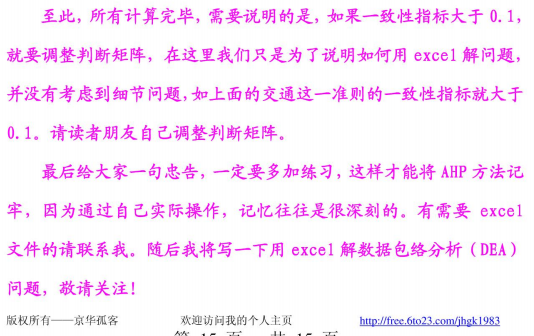 至此，所有计算完毕，需要说明的是，如果一致性指标大于 0.1，
就要调整判断矩阵，在这里我们只是为了说明如何用 excel 解问题，
并没有考虑到细节问题，如上面的交通这一准则的一致性指标就大于
0.1。请读者朋友自己调整判断矩阵。
最后给大家一句忠告，一定要多加练习，这样才能将 AHP 方法记
牢，因为通过自己实际操作，记忆往往是很深刻的。有需要 excel
文件的请联系我。随后我将写一下用 excel 解数据包络分析（DEA）
问题，敬请关注！
版权所有——京华孤客 欢迎访问我的个人主页 http://free.6to23.com/jhgk1983
第 15 页 共 15 页